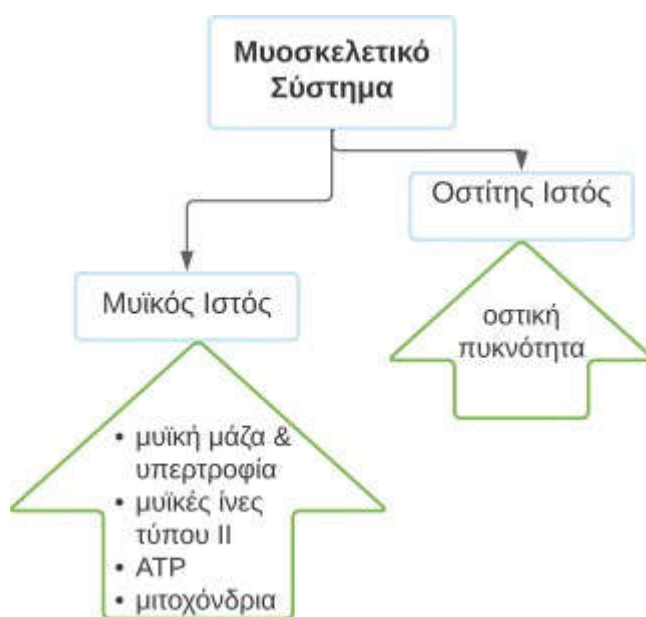 Μυοσκελετικό
Σύστημα
Οστίτης Ιστός
Μυϊκός Ιστός
οστική
πυκνότητα
• μυϊκή μάζα &
υπερτροφία
• μυϊκές ίνες
τύπου ΙΙ
• ATP
• μιτοχόνδρια